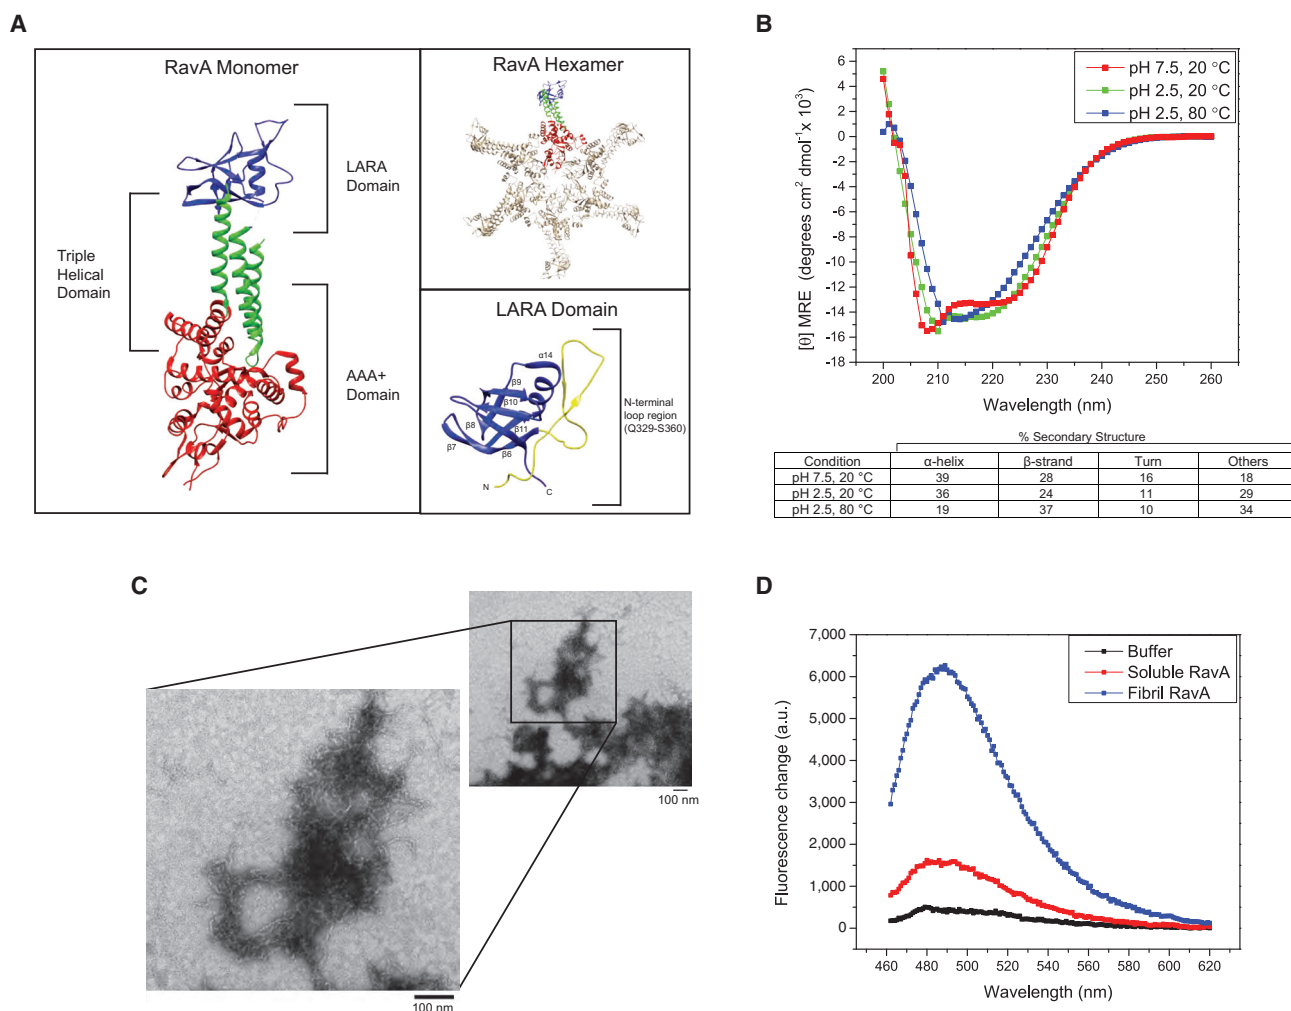 A
RavA Monomer
LARA
Domain
Triple
Helical
Domain
AAA+
Domain
RavA Hexamer
LARA Domain
α14
β9
β10
β8
β11
β7
β6
N
C
N-terminal
loop region
(Q329-S360)
B
pH 7.5, 20 °C
pH 2.5, 20 °C
pH 2.5, 80 °C
[θ] MRE (degrees cm² dmol⁻¹x 10³)
6
4
2
0
-2
-4
-6
-8
-10
-12
-14
-16
-18
200 210 220 230 240 250 260
Wavelength (nm)
% Secondary Structure
Condition α-helix β-strand Turn Others
pH 7.5, 20 °C 39 28 16 18
pH 2.5, 20 °C 36 24 11 29
pH 2.5, 80 °C 19 37 10 34
C
100 nm
100 nm
D
Buffer
Soluble RavA
Fibril RavA
Fluorescence change (a.u.)
7,000
6,000
5,000
4,000
3,000
2,000
1,000
0
460 480 500 520 540 560 580 600 620
Wavelength (nm)